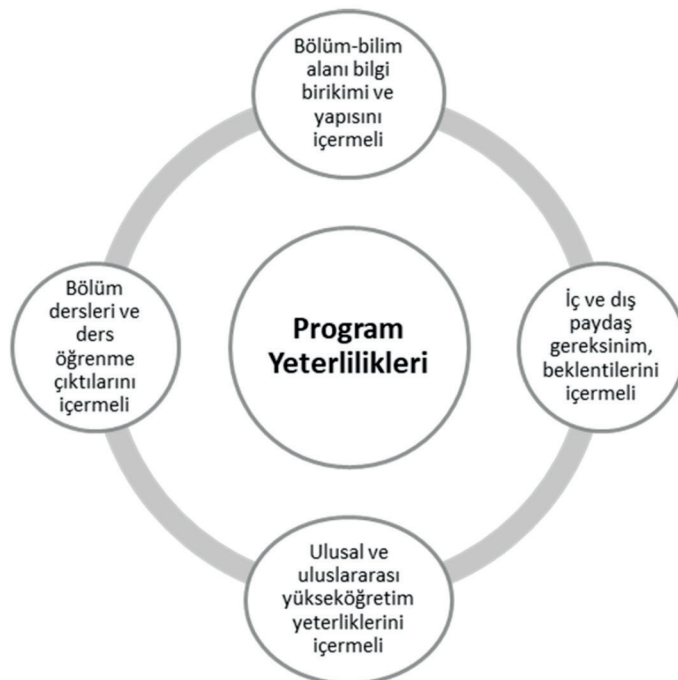 Bölüm-bilim
alanı bilgi
birikimi ve
yapısını
içermeli
Bölüm
dersleri ve
ders
öğrenme
çıktılarını
içermeli
Program
Yeterlilikleri
İç ve dış
paydaş
gereksinim,
beklentilerini
içermeli
Ulusal ve
uluslararası
yükseköğretim
yeterliklerini
içermeli